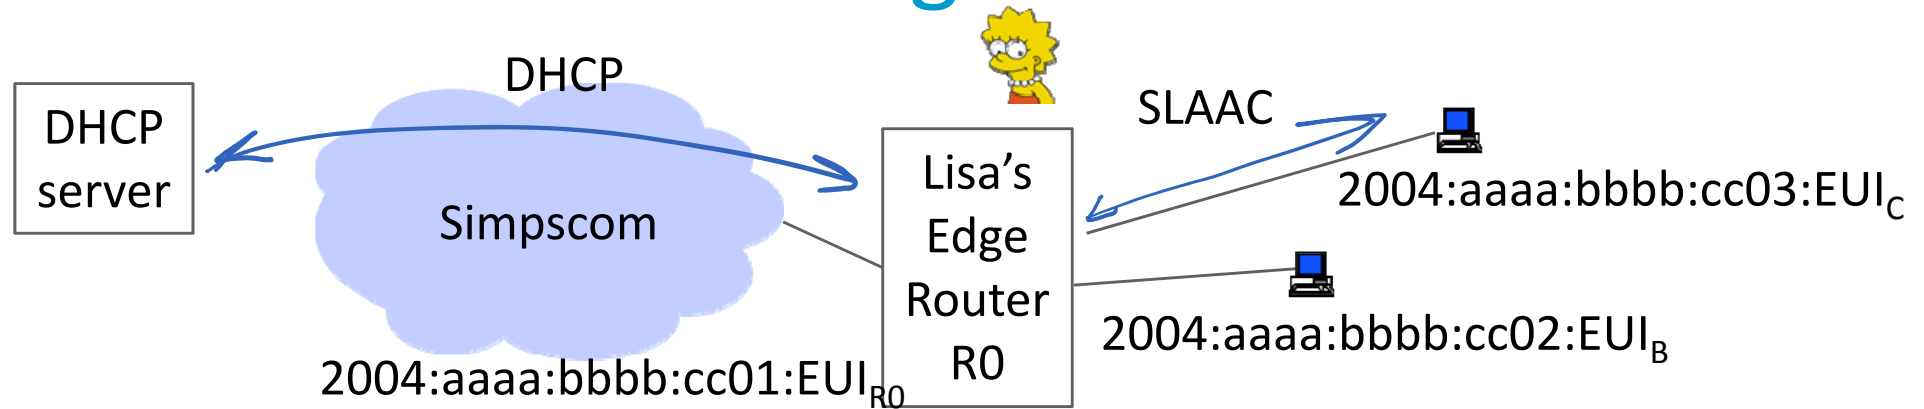 DHCP
server
DHCP
Simpscom
2004:aaaa:bbbb:cc01:EUI_R0
Lisa’s
Edge
Router
R0
SLAAC
2004:aaaa:bbbb:cc03:EUI_C
2004:aaaa:bbbb:cc02:EUI_B